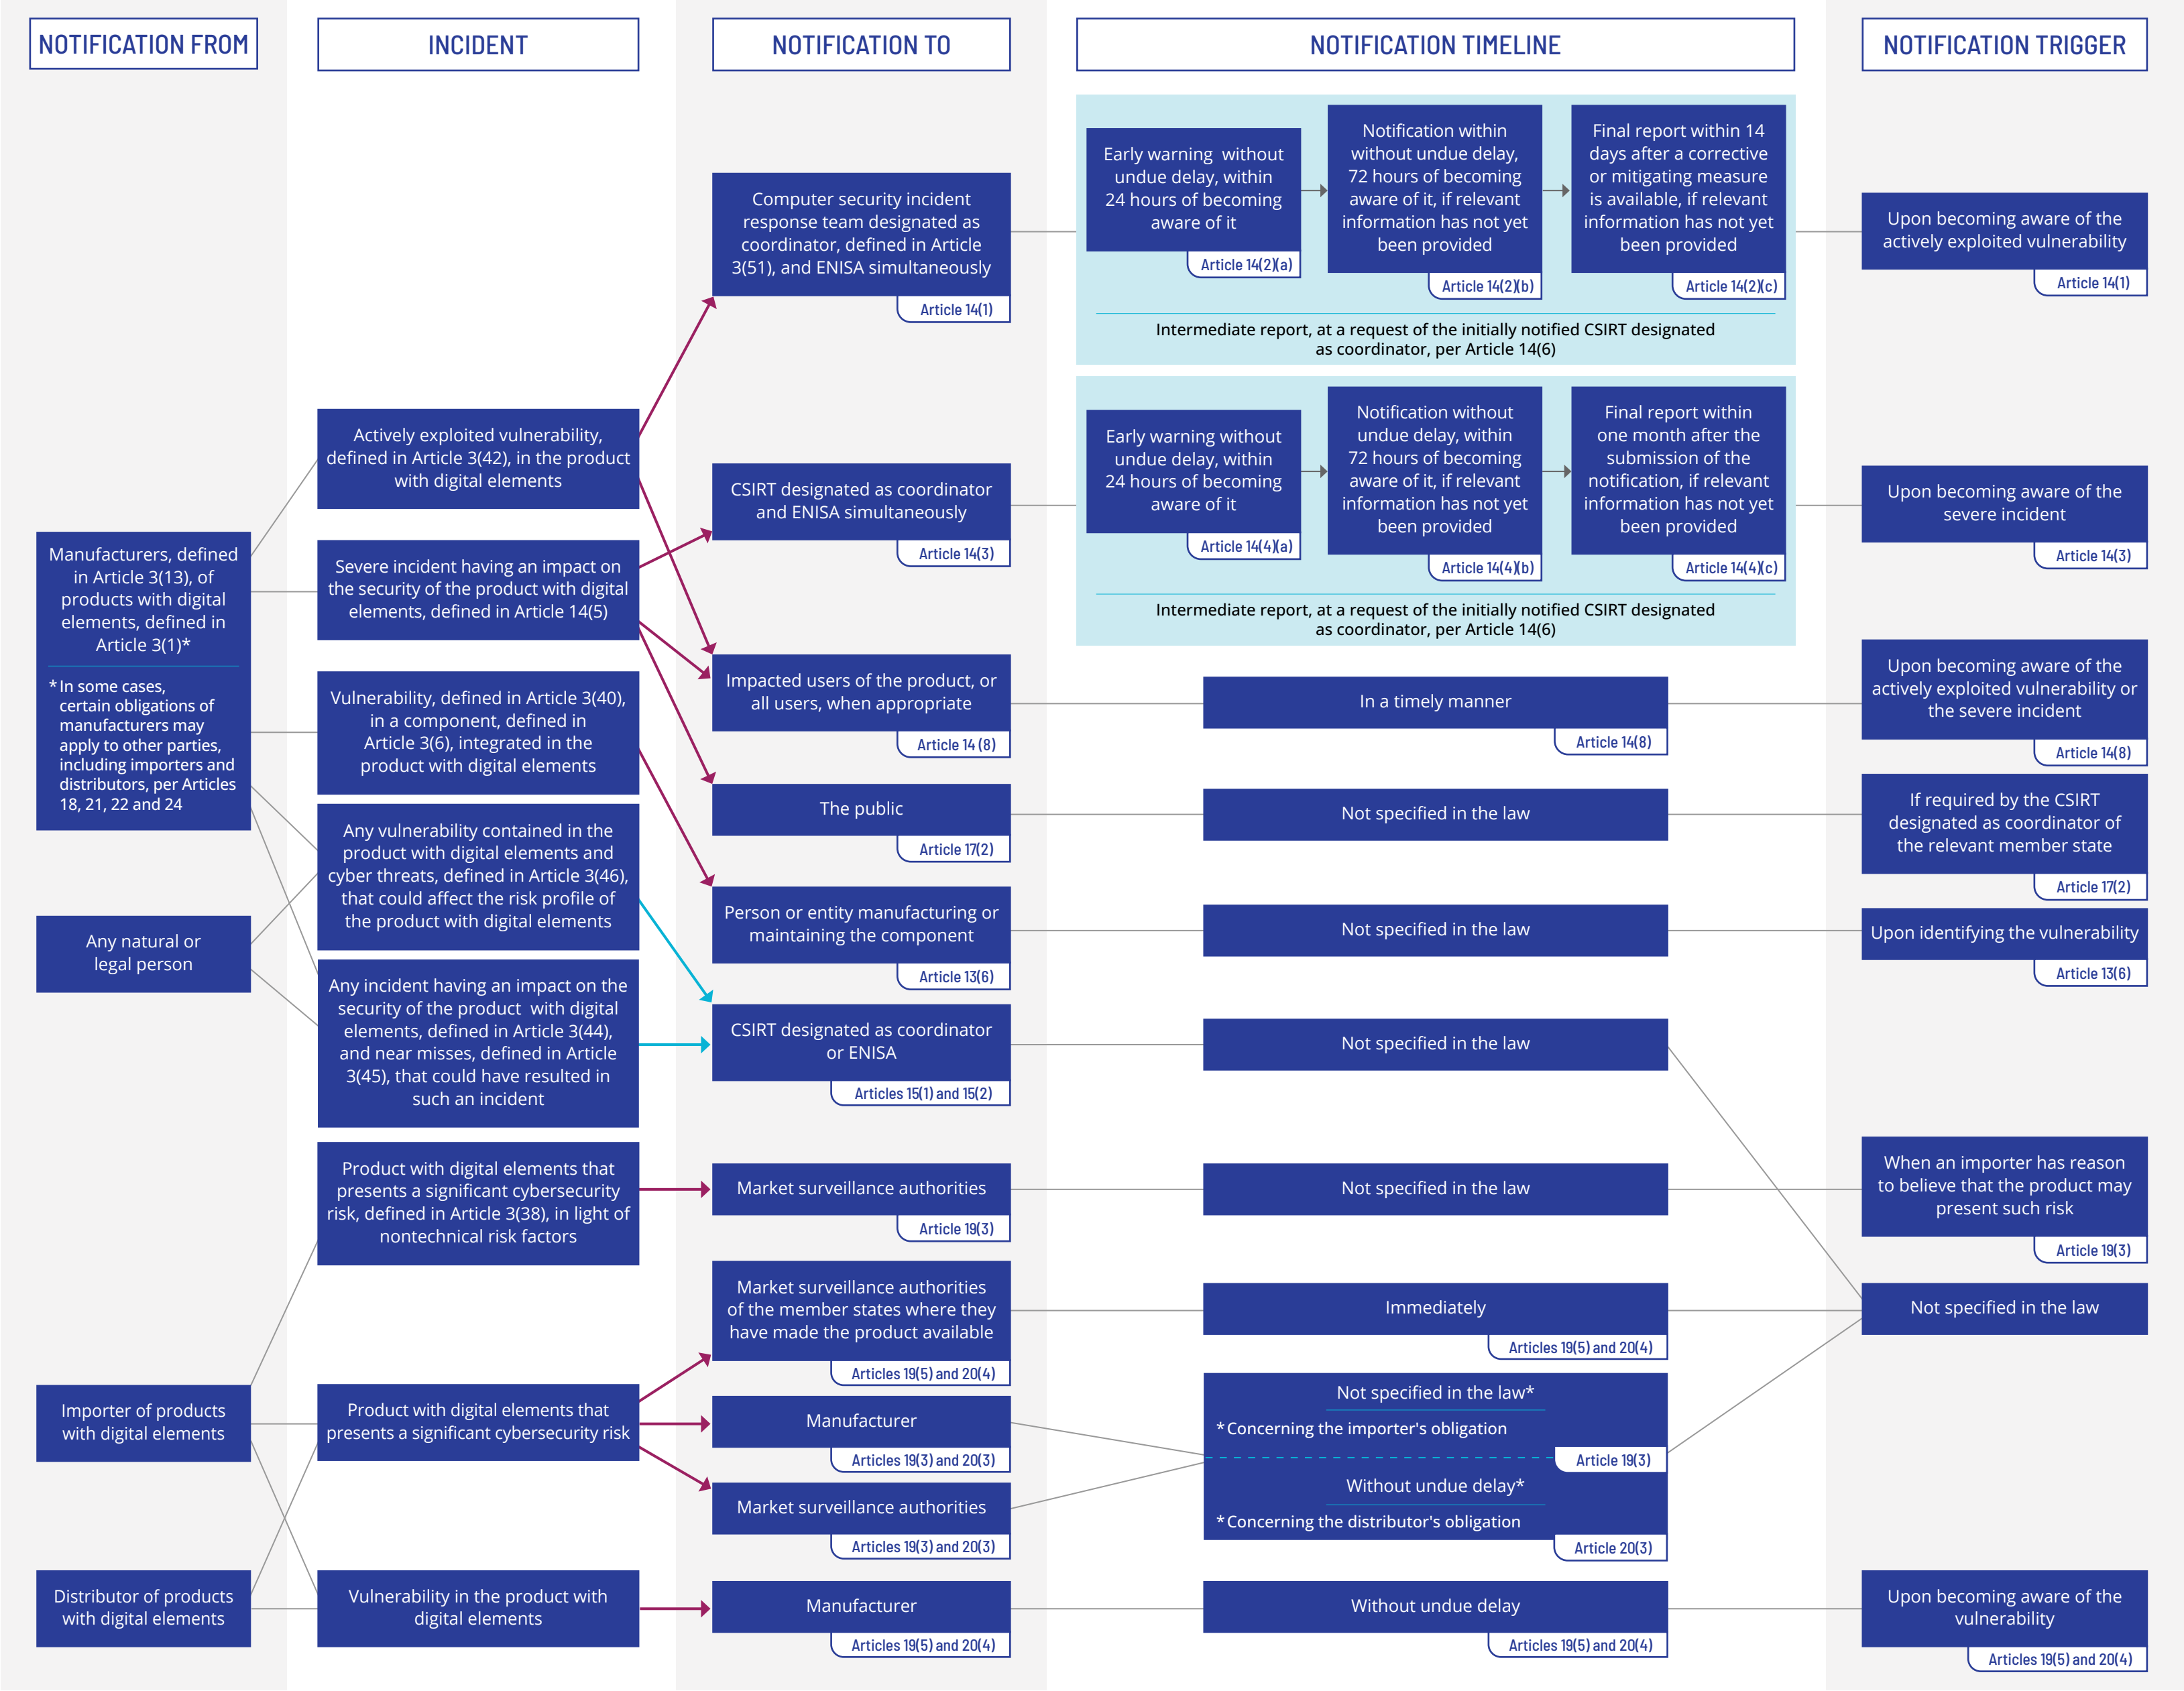 NOTIFICATION FROM
INCIDENT
NOTIFICATION TO
NOTIFICATION TIMELINE
NOTIFICATION TRIGGER
Manufacturers, defined
in Article 3(13), of
products with digital
elements, defined in
Article 3(1)*
* In some cases,
certain obligations of
manufacturers may
apply to other parties,
including importers and
distributors, per Articles
18, 21, 22 and 24
Any natural or
legal person
Importer of products
with digital elements
Distributor of products
with digital elements
Actively exploited vulnerability,
defined in Article 3(42), in the product
with digital elements
Severe incident having an impact on
the security of the product with digital
elements, defined in Article 14(5)
Vulnerability, defined in Article 3(40),
in a component, defined in
Article 3(6), integrated in the
product with digital elements
Any vulnerability contained in the
product with digital elements and
cyber threats, defined in Article 3(46),
that could affect the risk profile of
the product with digital elements
Any incident having an impact on the
security of the product with digital
elements, defined in Article 3(44),
and near misses, defined in Article
3(45), that could have resulted in
such an incident
Product with digital elements that
presents a significant cybersecurity
risk, defined in Article 3(38), in light of
nontechnical risk factors
Product with digital elements that
presents a significant cybersecurity risk
Vulnerability in the product with
digital elements
Computer security incident
response team designated as
coordinator, defined in Article
3(51), and ENISA simultaneously
Article 14(1)
CSIRT designated as coordinator
and ENISA simultaneously
Article 14(3)
Impacted users of the product, or
all users, when appropriate
Article 14 (8)
The public
Article 17(2)
Person or entity manufacturing or
maintaining the component
Article 13(6)
CSIRT designated as coordinator
or ENISA
Articles 15(1) and 15(2)
Market surveillance authorities
Article 19(3)
Market surveillance authorities
of the member states where they
have made the product available
Articles 19(5) and 20(4)
Manufacturer
Articles 19(3) and 20(3)
Market surveillance authorities
Articles 19(3) and 20(3)
Manufacturer
Articles 19(5) and 20(4)
Early warning without
undue delay, within
24 hours of becoming
aware of it
Article 14(2)(a)
Notification within
without undue delay,
72 hours of becoming
aware of it, if relevant
information has not yet
been provided
Article 14(2)(b)
Final report within 14
days after a corrective
or mitigating measure
is available, if relevant
information has not yet
been provided
Article 14(2)(c)
Intermediate report, at a request of the initially notified CSIRT designated
as coordinator, per Article 14(6)
Early warning without
undue delay, within
24 hours of becoming
aware of it
Article 14(4)(a)
Notification without
undue delay, within
72 hours of becoming
aware of it, if relevant
information has not yet
been provided
Article 14(4)(b)
Final report within
one month after the
submission of the
notification, if relevant
information has not yet
been provided
Article 14(4)(c)
Intermediate report, at a request of the initially notified CSIRT designated
as coordinator, per Article 14(6)
In a timely manner
Article 14(8)
Not specified in the law
Not specified in the law
Not specified in the law
Not specified in the law
Immediately
Articles 19(5) and 20(4)
Not specified in the law*
* Concerning the importer's obligation
Article 19(3)
Without undue delay*
* Concerning the distributor's obligation
Article 20(3)
Without undue delay
Articles 19(5) and 20(4)
Upon becoming aware of the
actively exploited vulnerability
Article 14(1)
Upon becoming aware of the
severe incident
Article 14(3)
Upon becoming aware of the
actively exploited vulnerability or
the severe incident
Article 14(8)
If required by the CSIRT
designated as coordinator of
the relevant member state
Article 17(2)
Upon identifying the vulnerability
Article 13(6)
When an importer has reason
to believe that the product may
present such risk
Article 19(3)
Not specified in the law
Upon becoming aware of the
vulnerability
Articles 19(5) and 20(4)